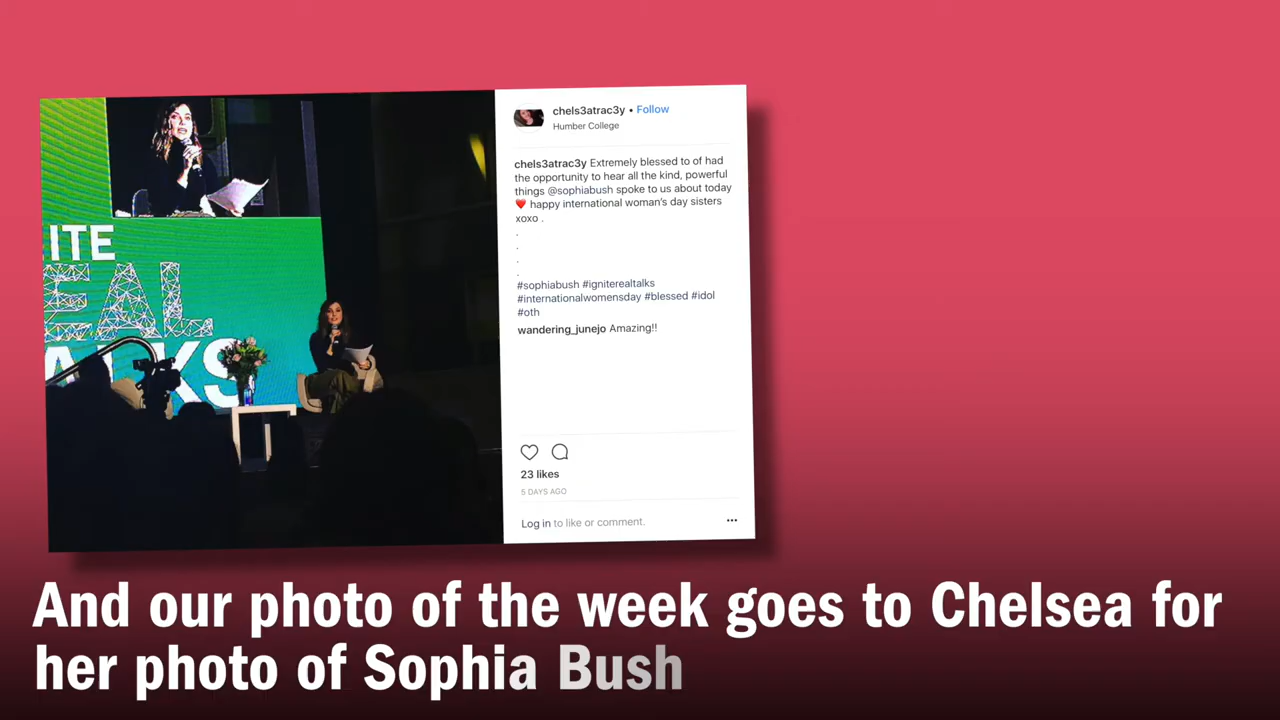 ITE
EAL
ALKS
chels3atrac3y • Follow
Humber College
chels3atrac3y Extremely blessed to of had
the opportunity to hear all the kind, powerful
things @sophiabush spoke to us about today
❤️ happy international woman's day sisters
xoxo .
.
.
.
.
#sophiabush #igniterealtalks
#internationalwomensday #blessed #idol
#oth
wandering_junejo Amazing!!
23 likes
5 DAYS AGO
Log in to like or comment.
And our photo of the week goes to Chelsea for
her photo of Sophia Bush